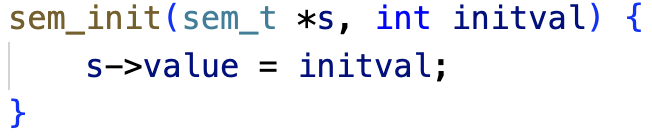 sem_init(sem_t *s, int initval) {
    s->value = initval;
}